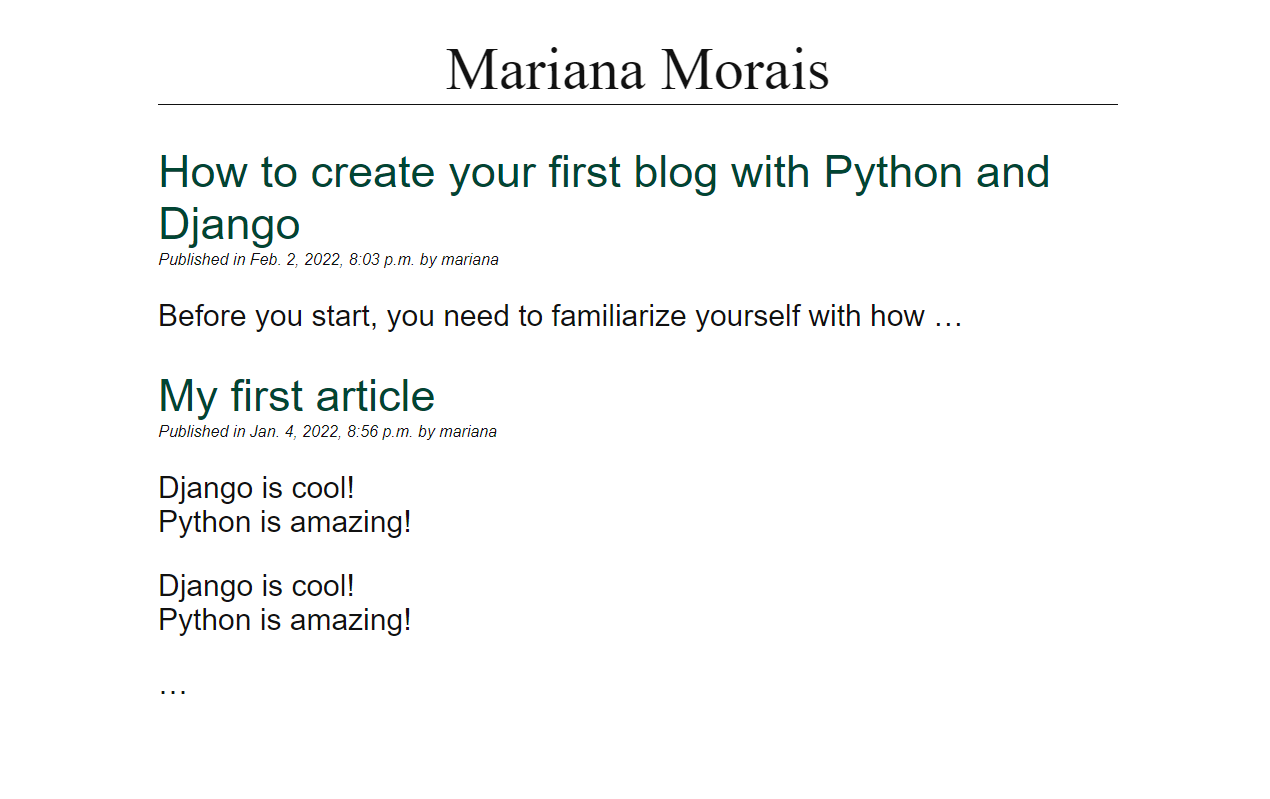 Mariana Morais
How to create your first blog with Python and
Django
Published in Feb. 2, 2022, 8:03 p.m. by mariana
Before you start, you need to familiarize yourself with how …
My first article
Published in Jan. 4, 2022, 8:56 p.m. by mariana
Django is cool!
Python is amazing!
Django is cool!
Python is amazing!
…